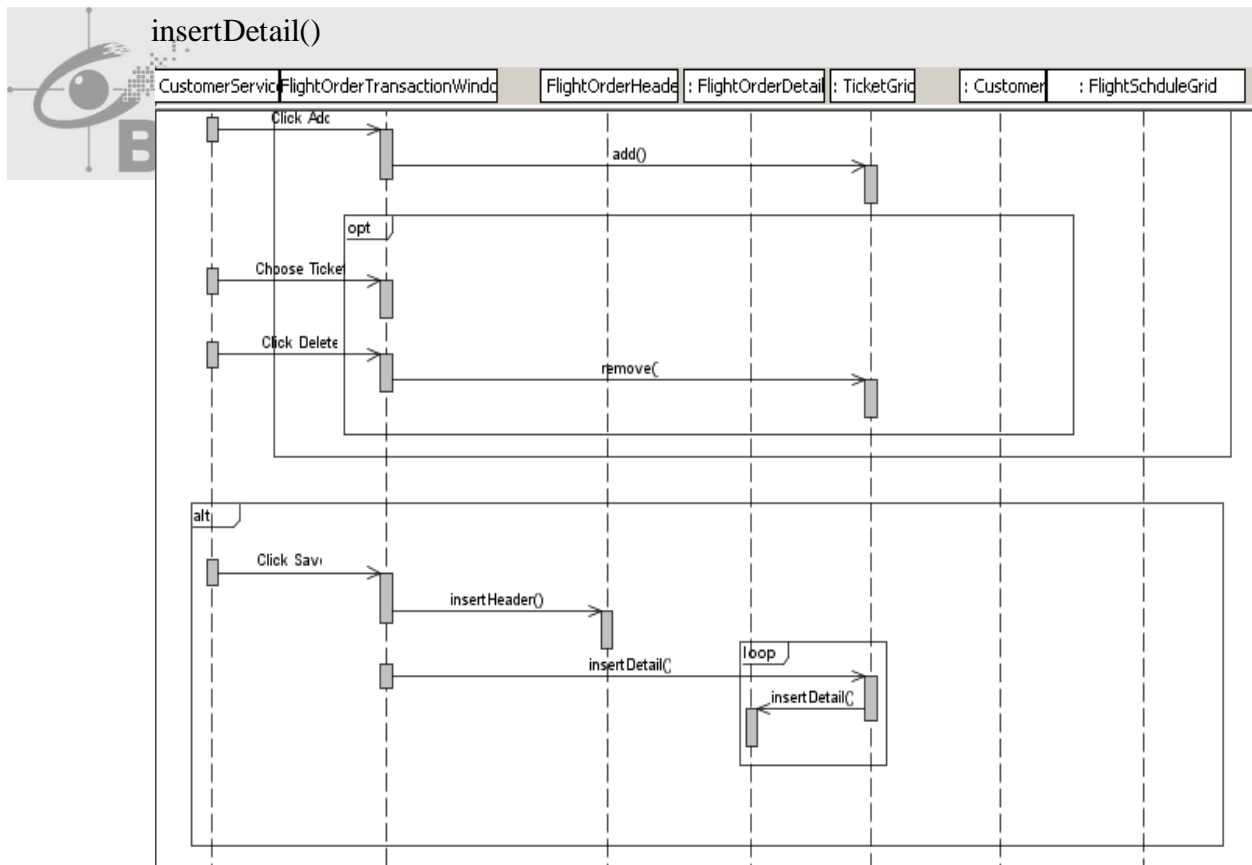 insertDetail()
CustomerServic FlightOrderTransactionWindo FlightOrderHeade : FlightOrderDetail : TicketGrid : Customer : FlightSchduleGrid
Click Add
add()
opt
Choose Ticket
Click Delete
remove(
alt
Click Sav
insertHeader()
loop
insertDetail()
insertDetail()
B